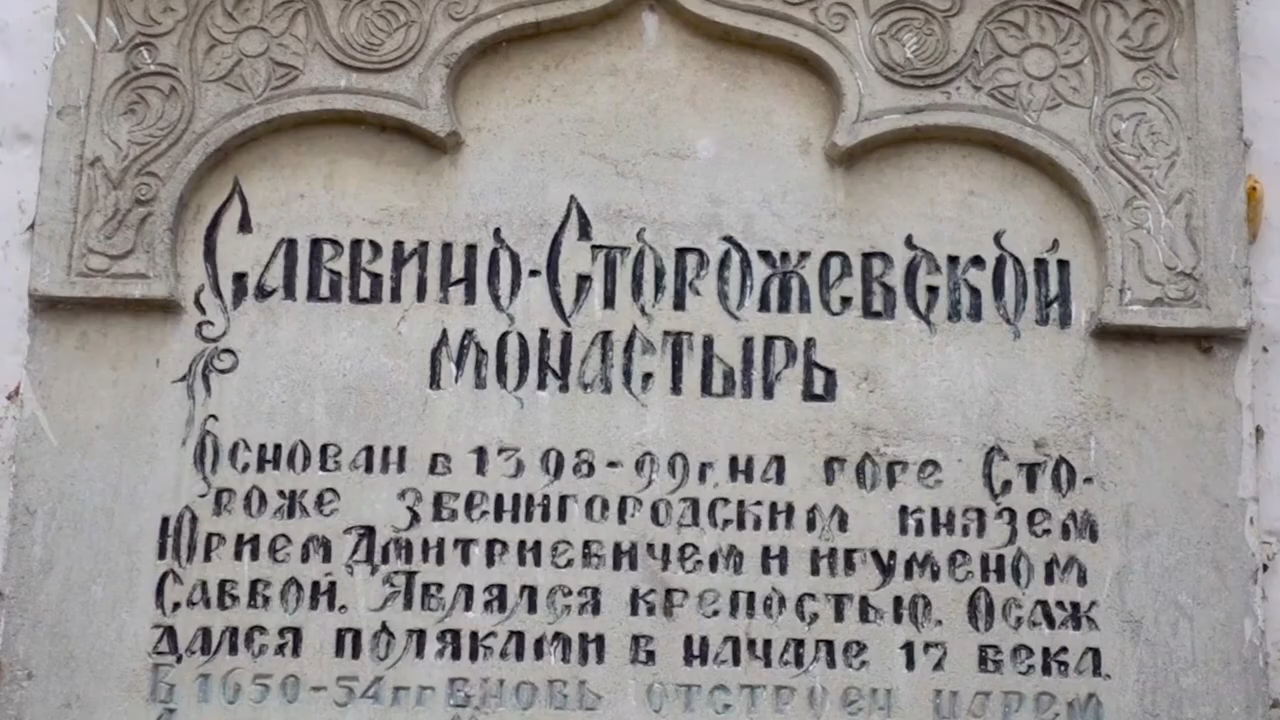 Саввино-Сторожевской
монастырь
Основан в 1398-99г. на горе Сто-
роже звенигородским князем
Юрием Дмитриевичем и игуменом
Саввой. Являлся крепостью. Осаж
дался поляками в начале 17 века.
В 1650-54гг вновь отстроен царем